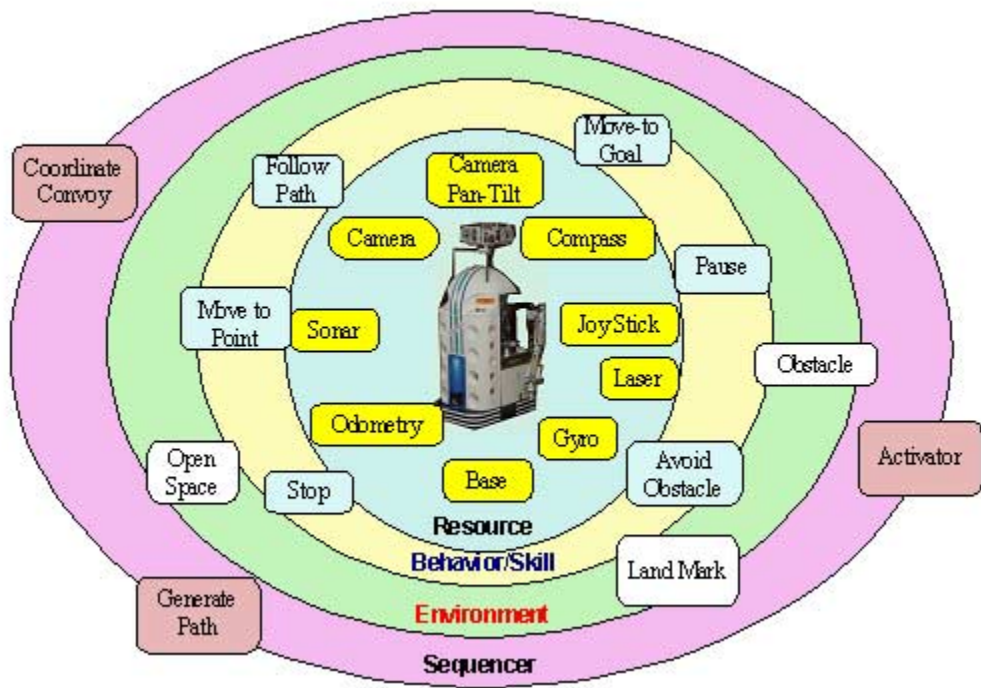 Move-to
Goal
Coordinate
Convoy
Follow
Path
Camera
Pan-Tilt
Camera
Compass
Pause
Move to
Point
Sonar
JoyStick
Laser
Obstacle
Odometry
Gyro
Open
Space
Stop
Base
Avoid
Obstacle
Activator
Resource
Behavior/Skill
Land Mark
Generate
Path
Environment
Sequencer